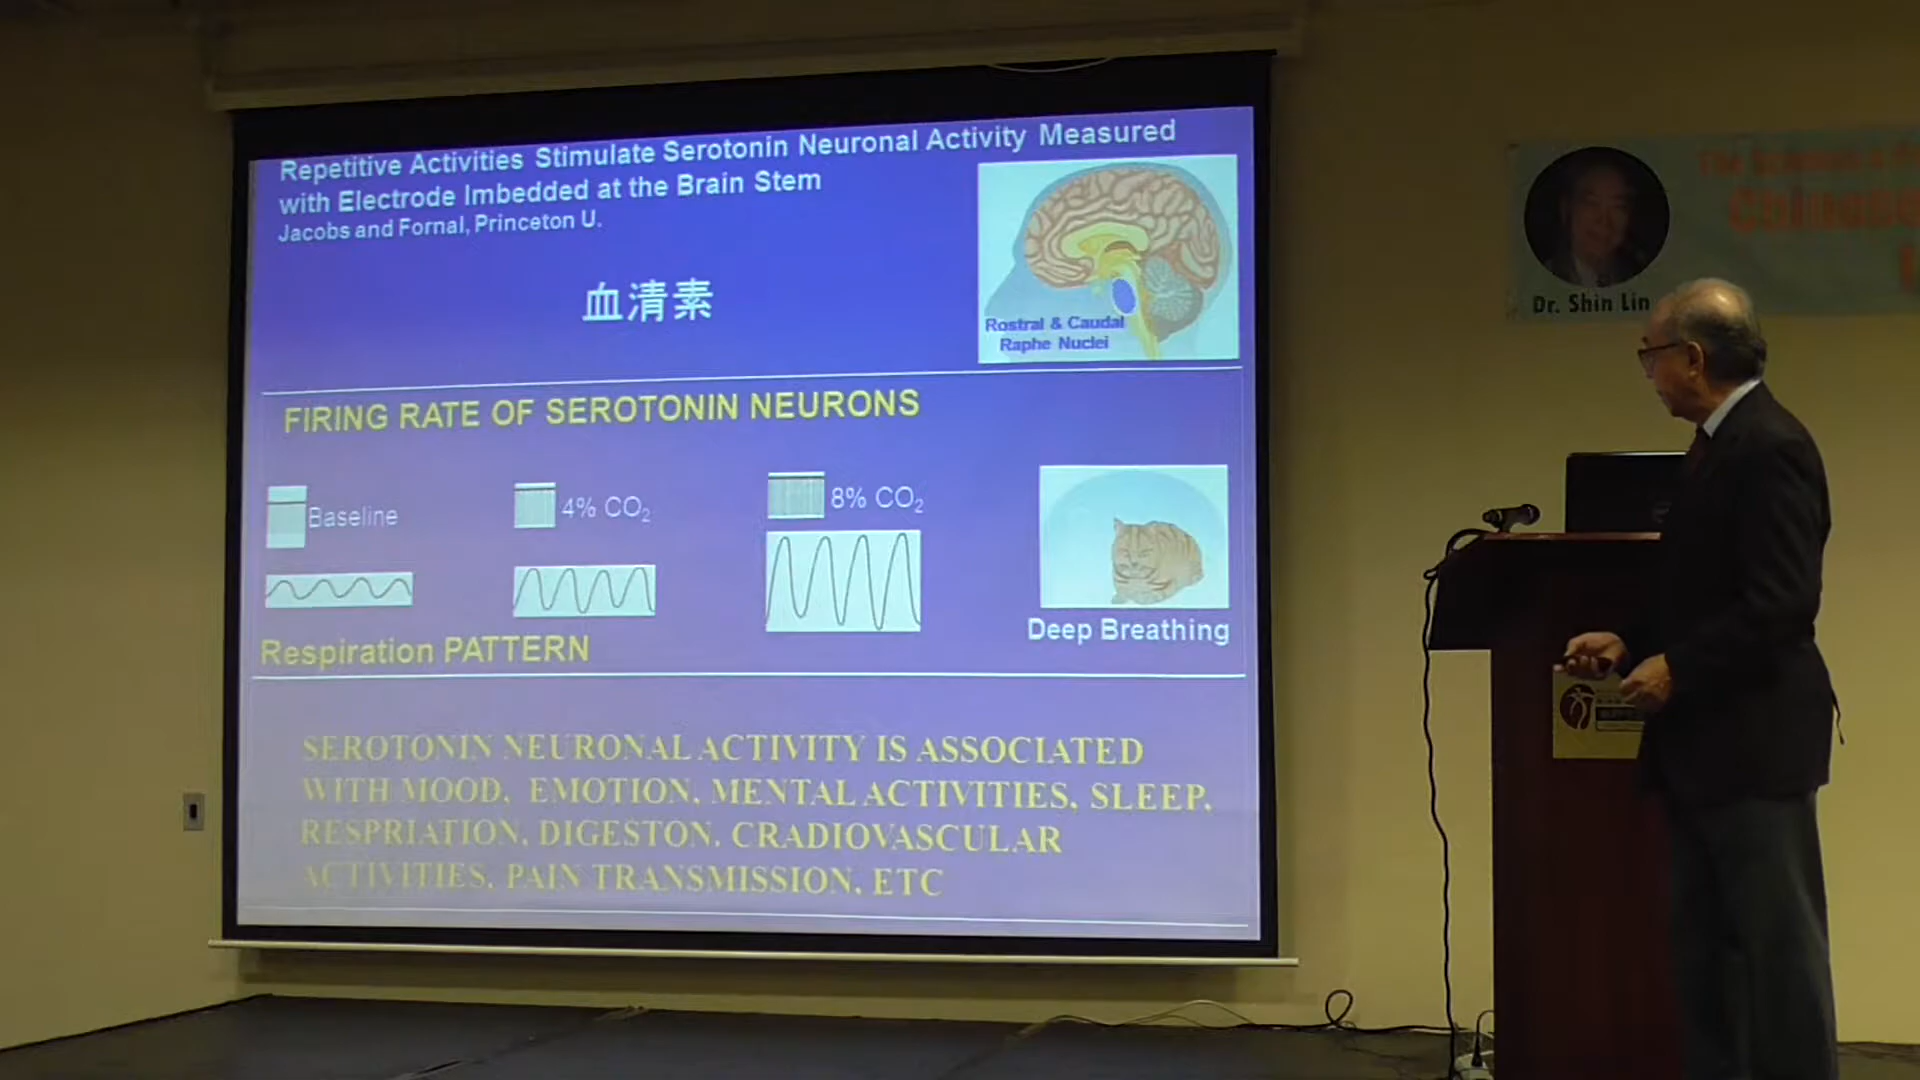 Repetitive Activities Stimulate Serotonin Neuronal Activity Measured
with Electrode Imbedded at the Brain Stem
Jacobs and Fornal, Princeton U.
血清素
Rostral & Caudal
Raphe Nuclei
FIRING RATE OF SEROTONIN NEURONS
Baseline
4% CO2
8% CO2
Deep Breathing
Respiration PATTERN
SEROTONIN NEURONAL ACTIVITY IS ASSOCIATED
WITH MOOD, EMOTION, MENTAL ACTIVITIES, SLEEP,
RESPRIATION, DIGESTON, CRADIOVASCULAR
ACTIVITIES, PAIN TRANSMISSION, ETC
Dr. Shin Lin
Chinese